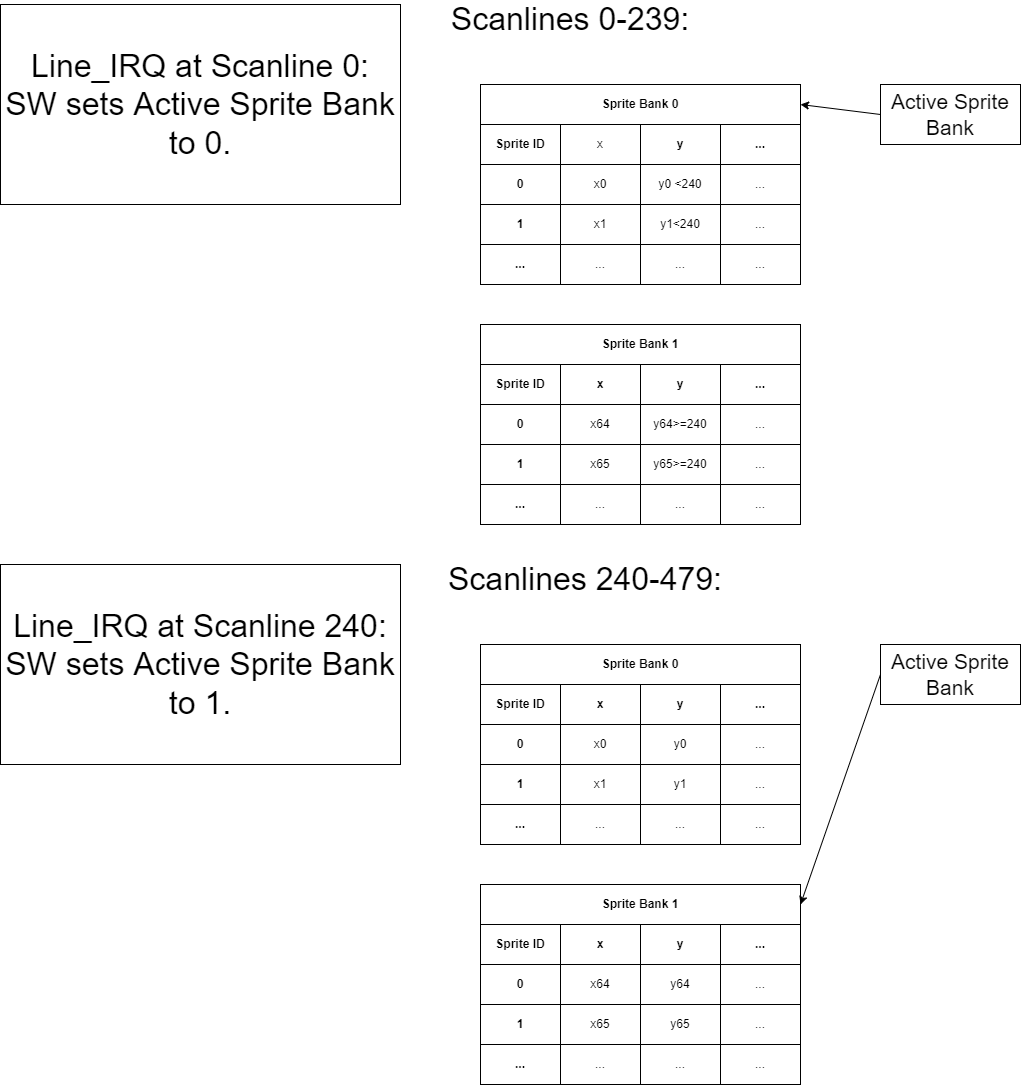 Scanlines 0-239:
Line_IRQ at Scanline 0:
SW sets Active Sprite Bank
to 0.
Sprite Bank 0
Active Sprite
Bank
Sprite ID x y ...
0 x0 y0 <240 ...
1 x1 y1<240 ...
... ... ... ...
Sprite Bank 1
Sprite ID x y ...
0 x64 y64>=240 ...
1 x65 y65>=240 ...
... ... ... ...
Scanlines 240-479:
Line_IRQ at Scanline 240:
SW sets Active Sprite Bank
to 1.
Sprite Bank 0
Active Sprite
Bank
Sprite ID x y ...
0 x0 y0 ...
1 x1 y1 ...
... ... ... ...
Sprite Bank 1
Sprite ID x y ...
0 x64 y64 ...
1 x65 y65 ...
... ... ... ...